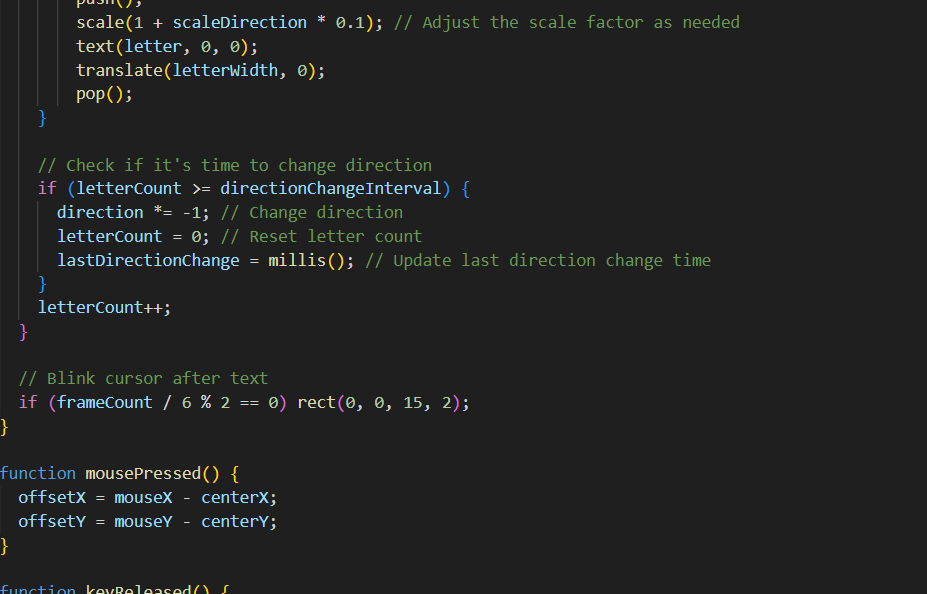 push();
scale(1 + scaleDirection * 0.1); // Adjust the scale factor as needed
text(letter, 0, 0);
translate(letterWidth, 0);
pop();
}
// Check if it's time to change direction
if (letterCount >= directionChangeInterval) {
direction *= -1; // Change direction
letterCount = 0; // Reset letter count
lastDirectionChange = millis(); // Update last direction change time
}
letterCount++;
}
// Blink cursor after text
if (frameCount / 6 % 2 == 0) rect(0, 0, 15, 2);
}
function mousePressed() {
offsetX = mouseX - centerX;
offsetY = mouseY - centerY;
}
function keyReleased() {